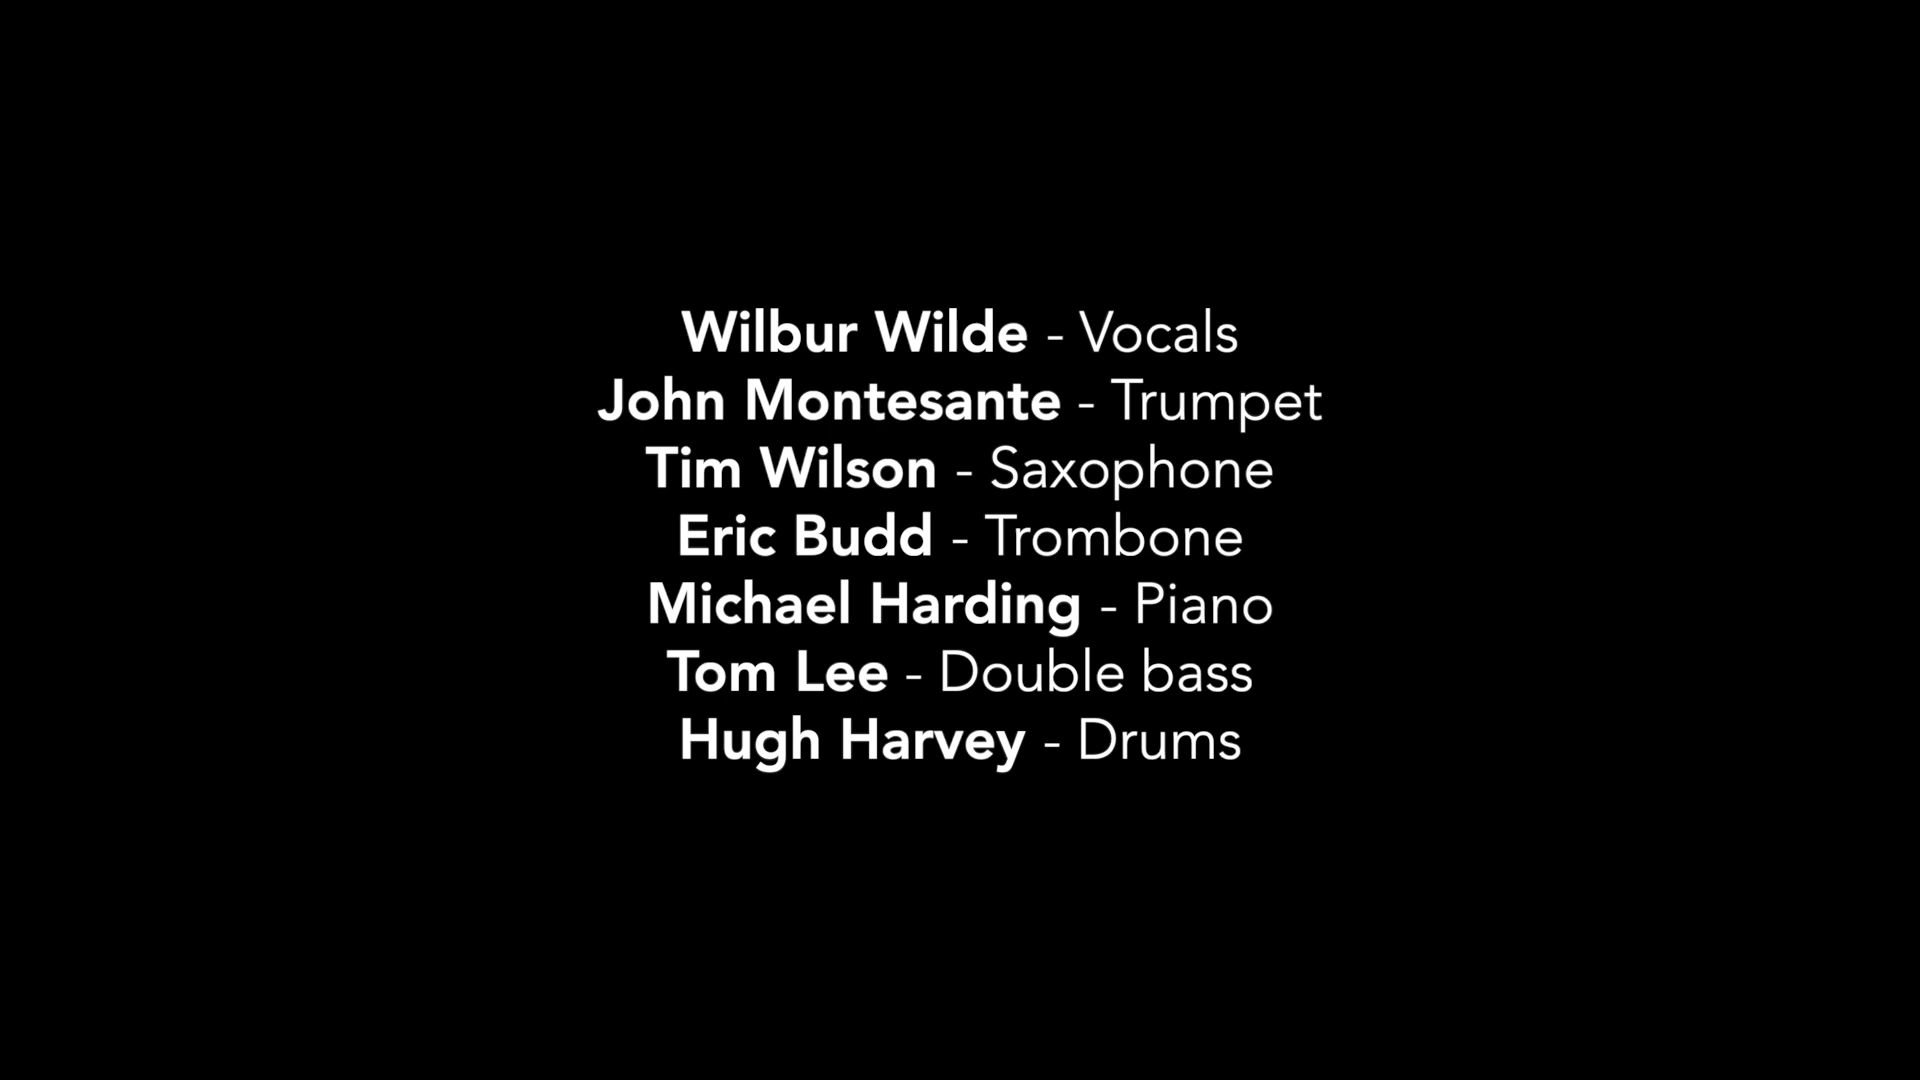 Wilbur Wilde - Vocals
John Montesante - Trumpet
Tim Wilson - Saxophone
Eric Budd - Trombone
Michael Harding - Piano
Tom Lee - Double bass
Hugh Harvey - Drums